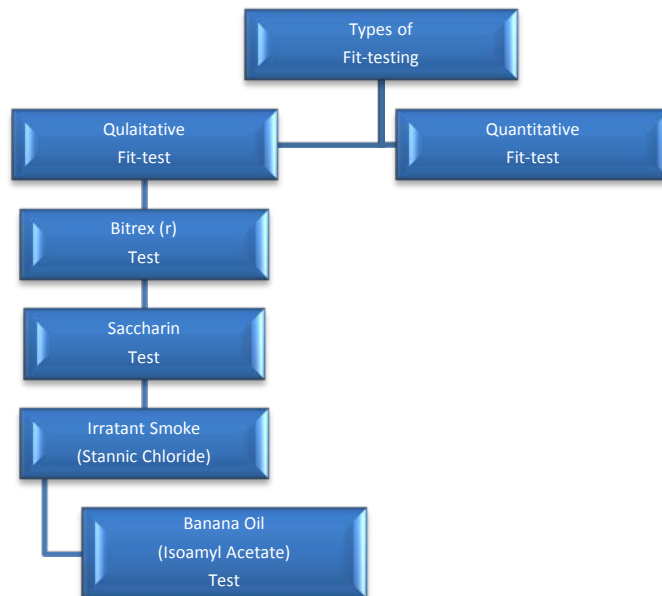 Types of
Fit-testing
Qulaitative
Fit-test
Quantitative
Fit-test
Bitrex (r)
Test
Saccharin
Test
Irratant Smoke
(Stannic Chloride)
Banana Oil
(Isoamyl Acetate)
Test